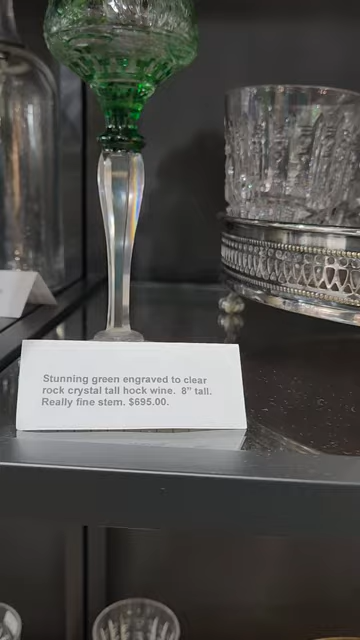 Stunning green engraved to clear
rock crystal tall hock wine.  8" tall.
Really fine stem. $695.00.